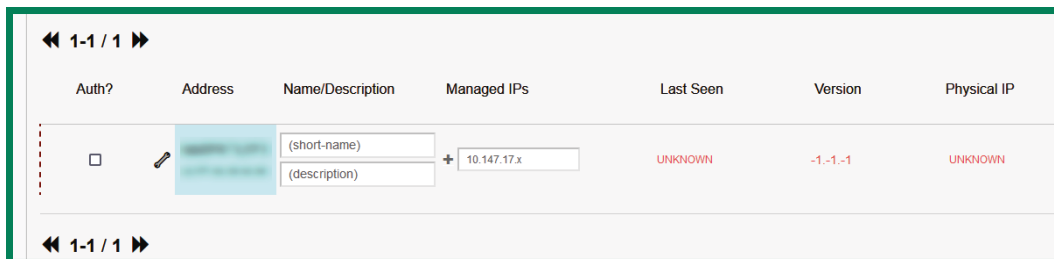 1-1 / 1
Auth? Address Name/Description Managed IPs Last Seen Version Physical IP
(short-name)
+ 10.147.17.x UNKNOWN -1.-1.-1 UNKNOWN
(description)
1-1 / 1